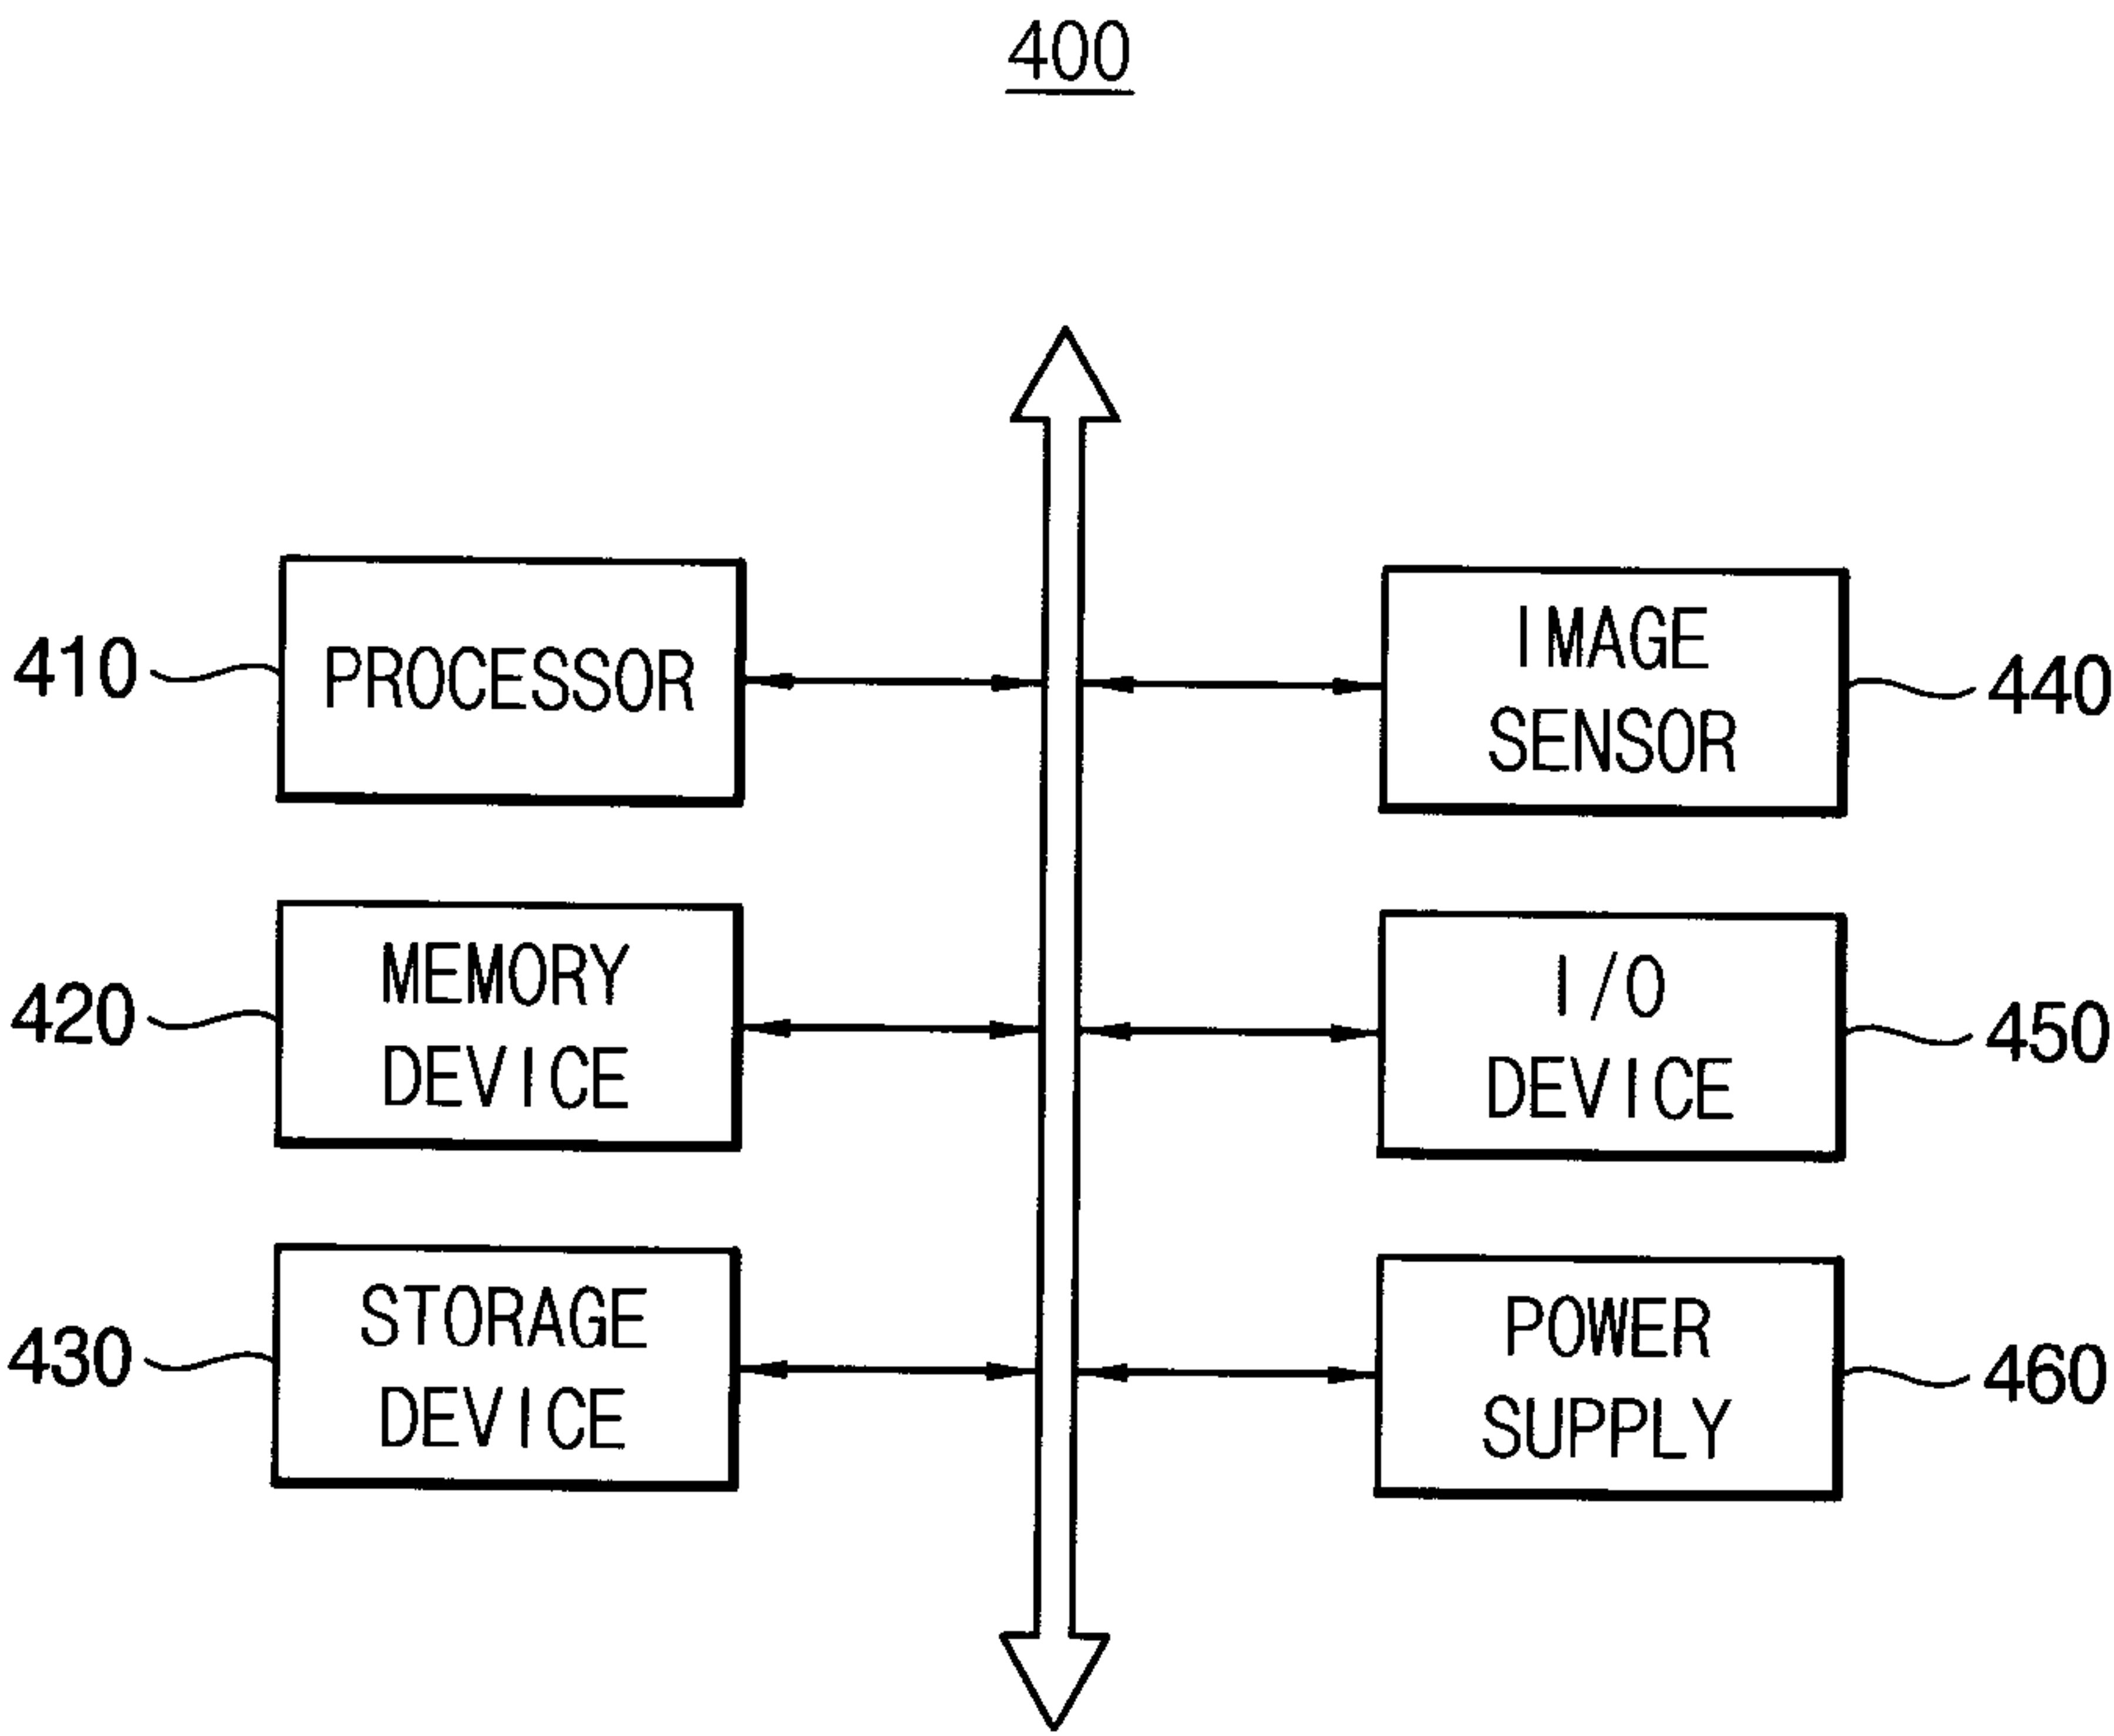 400
410
PROCESSOR
IMAGE
SENSOR
440
420
MEMORY
DEVICE
I/O
DEVICE
450
430
STORAGE
DEVICE
POWER
SUPPLY
460